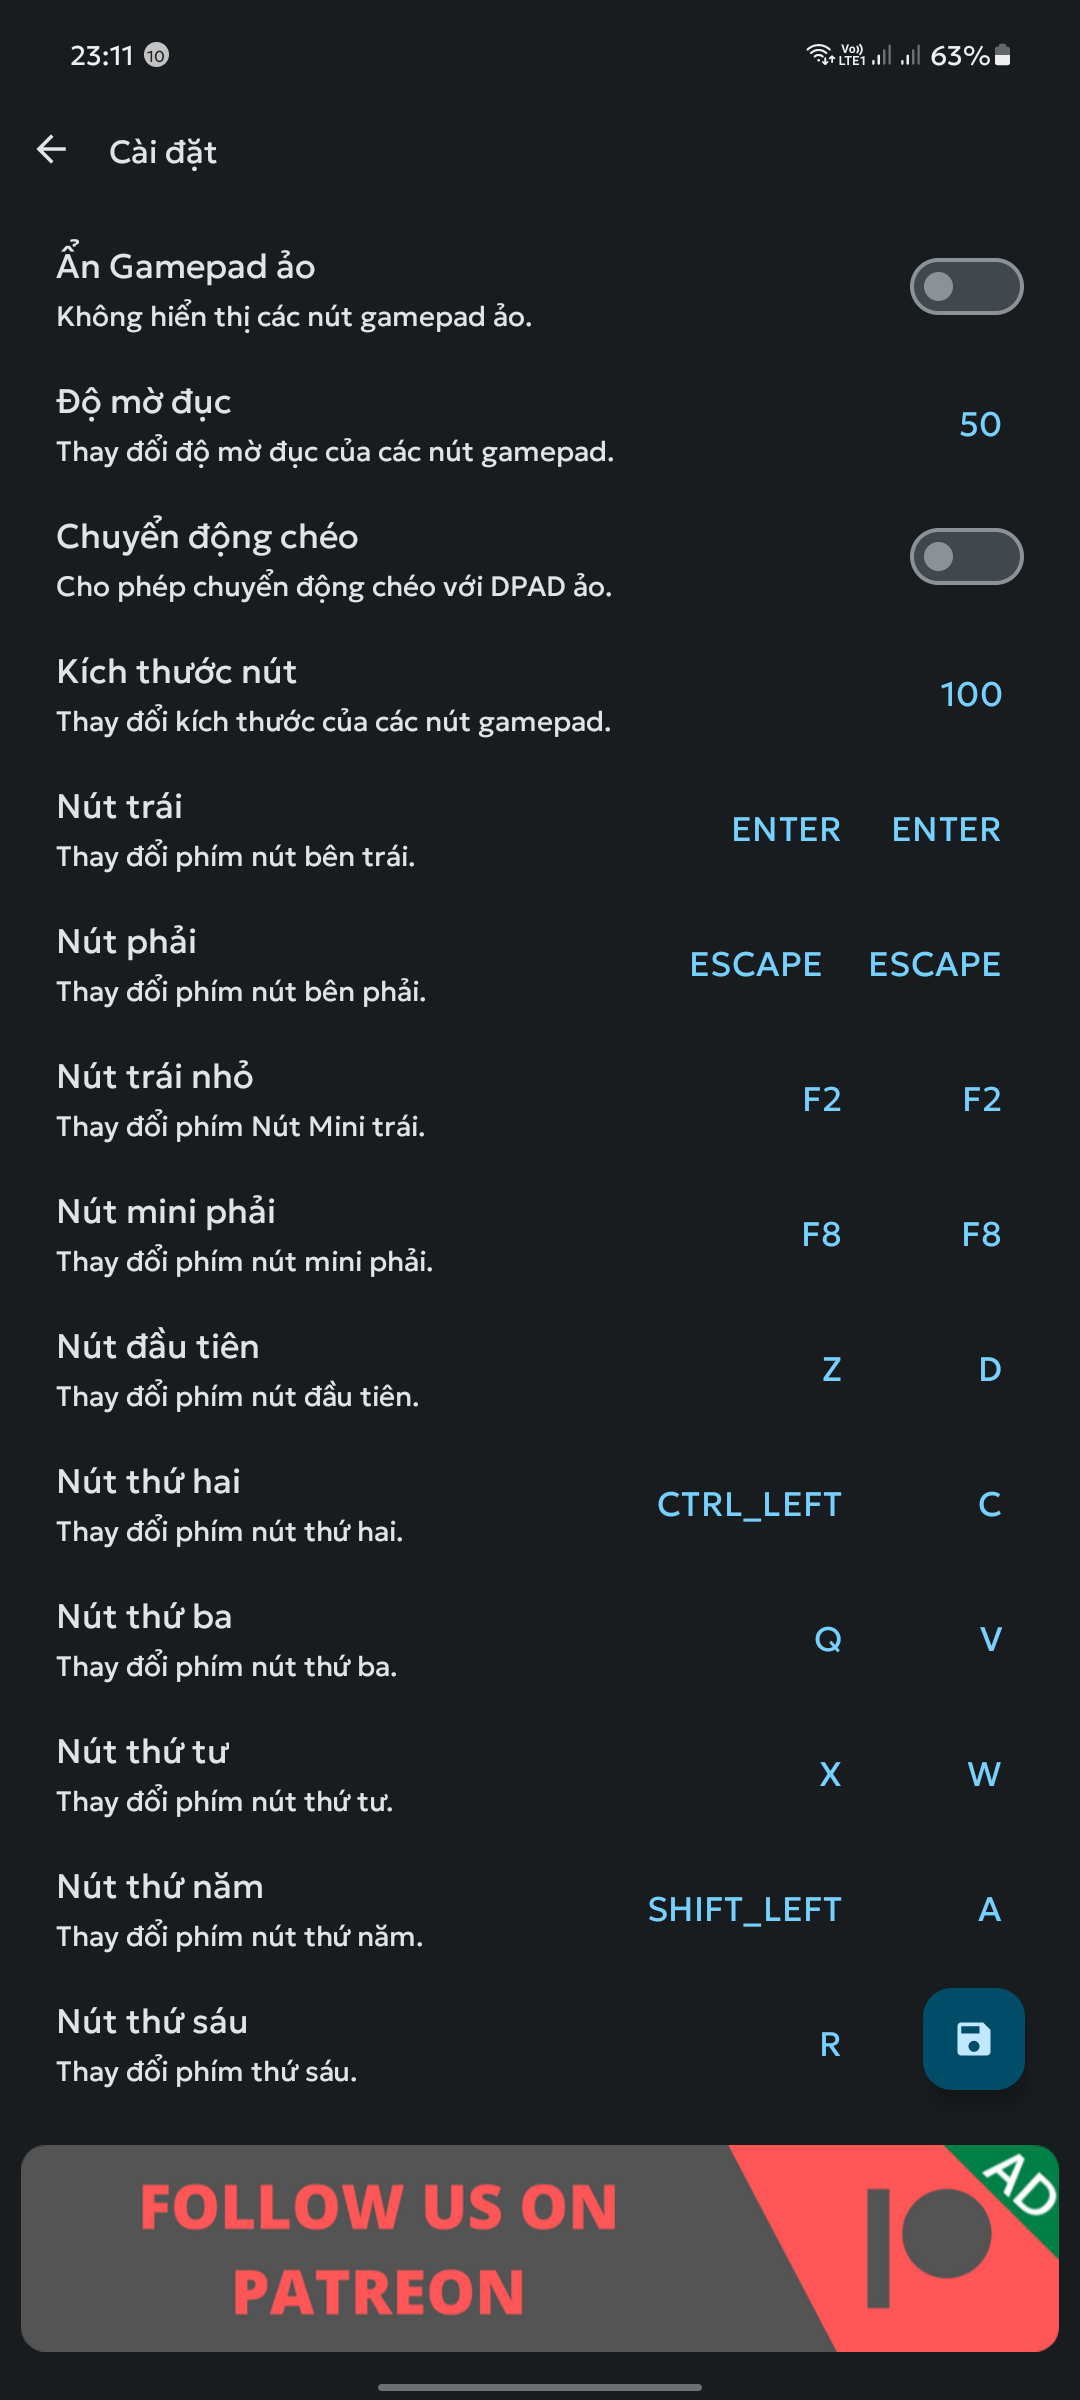 23:11 10 Vo)) LTE1 63%
Cài đặt
Ẩn Gamepad ảo
Không hiển thị các nút gamepad ảo.
Độ mờ đục
Thay đổi độ mờ đục của các nút gamepad.
50
Chuyển động chéo
Cho phép chuyển động chéo với DPAD ảo.
Kích thước nút
Thay đổi kích thước của các nút gamepad.
100
Nút trái
Thay đổi phím nút bên trái.
ENTER ENTER
Nút phải
Thay đổi phím nút bên phải.
ESCAPE ESCAPE
Nút trái nhỏ
Thay đổi phím Nút Mini trái.
F2 F2
Nút mini phải
Thay đổi phím nút mini phải.
F8 F8
Nút đầu tiên
Thay đổi phím nút đầu tiên.
Z D
Nút thứ hai
Thay đổi phím nút thứ hai.
CTRL_LEFT C
Nút thứ ba
Thay đổi phím nút thứ ba.
Q V
Nút thứ tư
Thay đổi phím nút thứ tư.
X W
Nút thứ năm
Thay đổi phím nút thứ năm.
SHIFT_LEFT A
Nút thứ sáu
Thay đổi phím thứ sáu.
R
FOLLOW US ON
PATREON
AD